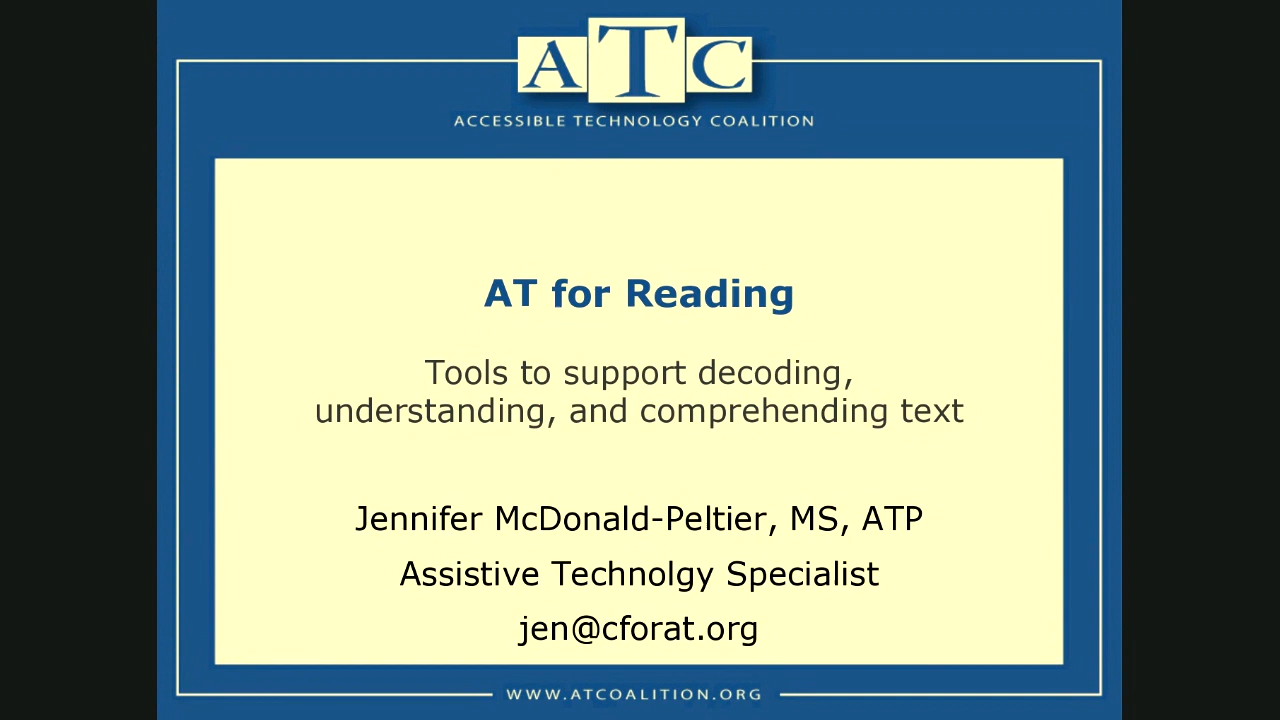 ATC
ACCESSIBLE TECHNOLOGY COALITION
AT for Reading
Tools to support decoding,
understanding, and comprehending text
Jennifer McDonald-Peltier, MS, ATP
Assistive Technolgy Specialist
jen@cforat.org
WWW.ATCOALITION.ORG